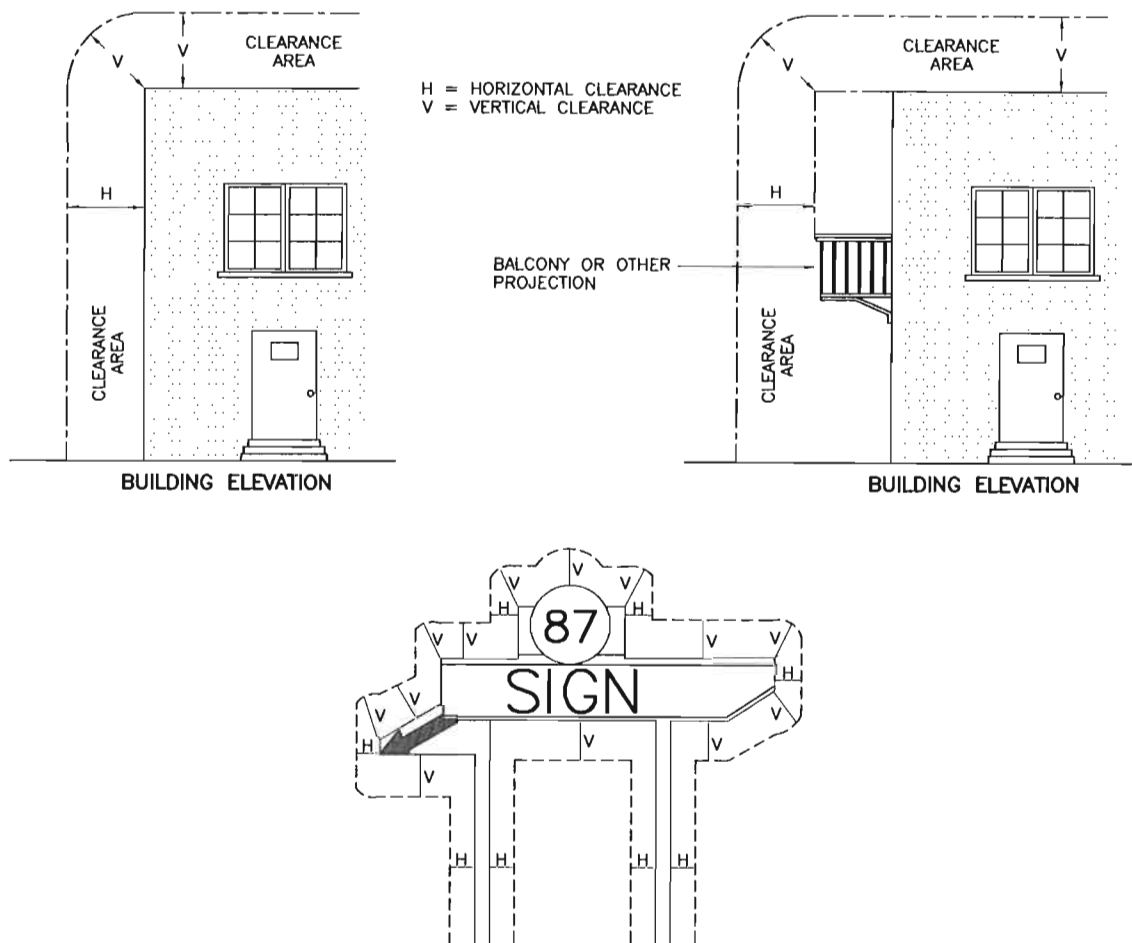 CLEARANCE
AREA
V
V
H = HORIZONTAL CLEARANCE
V = VERTICAL CLEARANCE
H
CLEARANCE
AREA
BUILDING ELEVATION
CLEARANCE
AREA
V
V
H
BALCONY OR OTHER
PROJECTION
CLEARANCE
AREA
BUILDING ELEVATION
V
V
V
H
H
87
V
V
V
V
SIGN
H
V
V
V
H
V
V
V
H
H
H
H